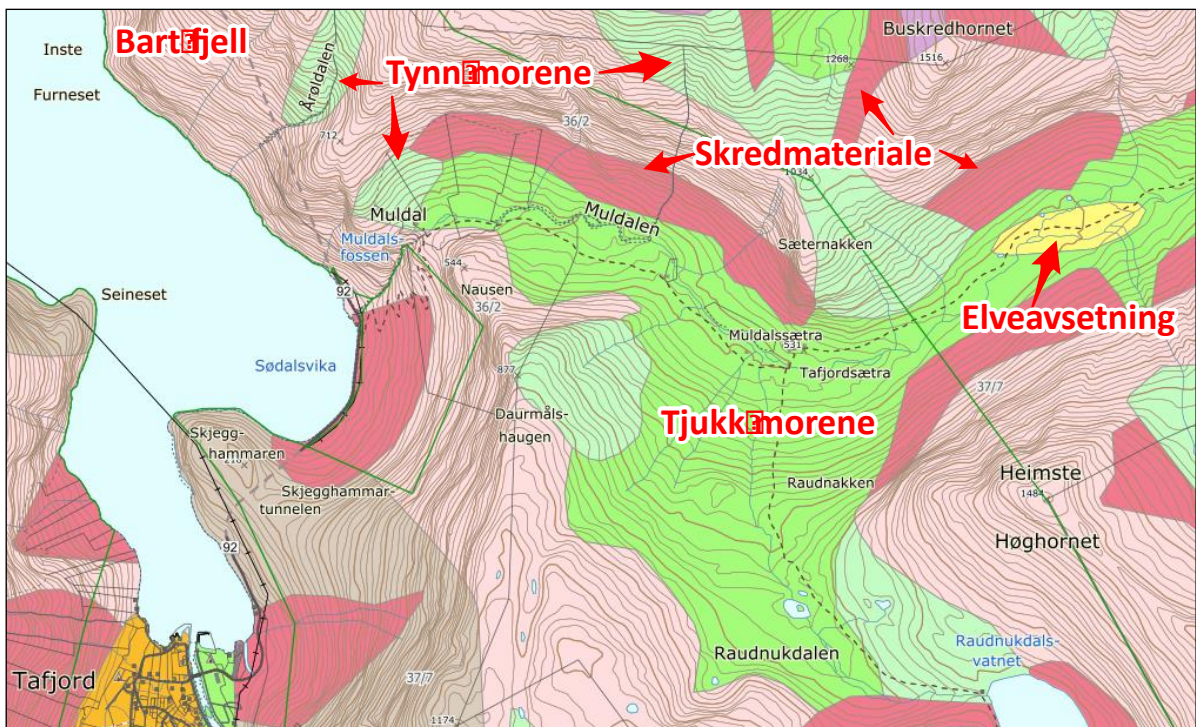 Inste
Furneset
Bart fjell
Årøldalen
Tynn morene
Buskredhornet
1268
1516
712
36/2
Skredmateriale
1034
Muldal
Muldalen
Muldals-
fossen
Sæternakken
544
92
Nausen
36/2
Seineset
Elveavsetning
Muldalssætra
531
Sødalsvika
877
Tafjordsætra
37/7
Daurmåls-
haugen
Tjukk morene
Skjegg-
hammaren
210
Raudnakken
Heimste
1484
Skjegghammar-
tunnelen
92
Høghornet
Raudnukdals-
vatnet
Raudnukdalen
Tafjord
37/7
1174